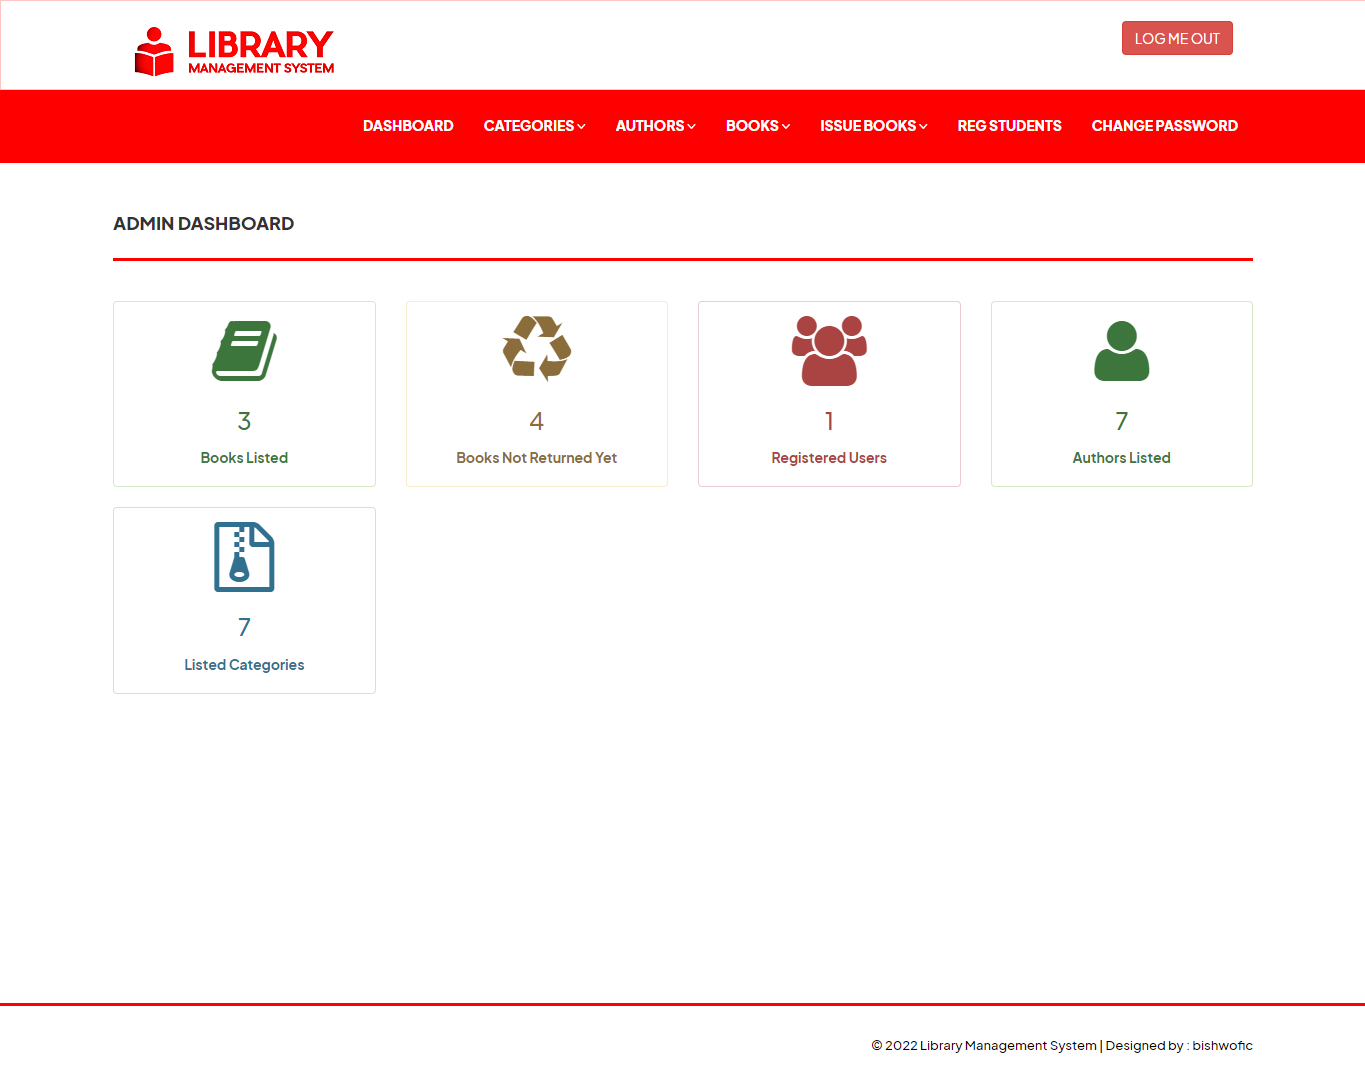 LIBRARY
MANAGEMENT SYSTEM
LOG ME OUT
DASHBOARD CATEGORIES AUTHORS BOOKS ISSUE BOOKS REG STUDENTS CHANGE PASSWORD
ADMIN DASHBOARD
3
Books Listed
4
Books Not Returned Yet
1
Registered Users
7
Authors Listed
7
Listed Categories
© 2022 Library Management System | Designed by : bishwofic